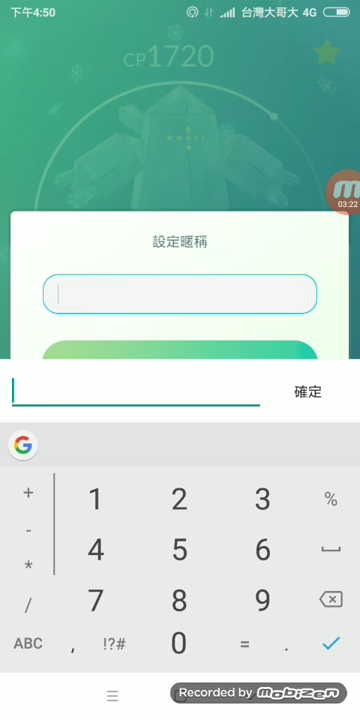 下午4:50 台灣大哥大 4G
CP1720
03:22
設定暱稱
確定
+ 1 2 3 %
- 4 5 6
*
/ 7 8 9
ABC , !?# 0 = .
Recorded by mobizen